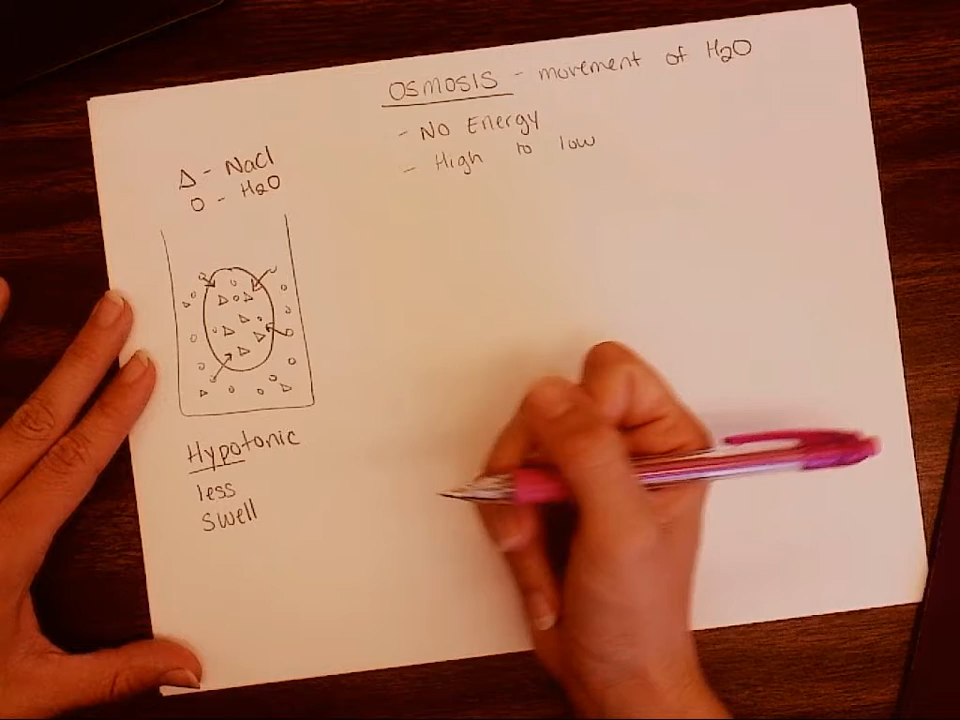 OSMOSIS - movement of H2O
- No Energy
- High to low
Δ - NaCl
O - H2O
Hypotonic
less
swell